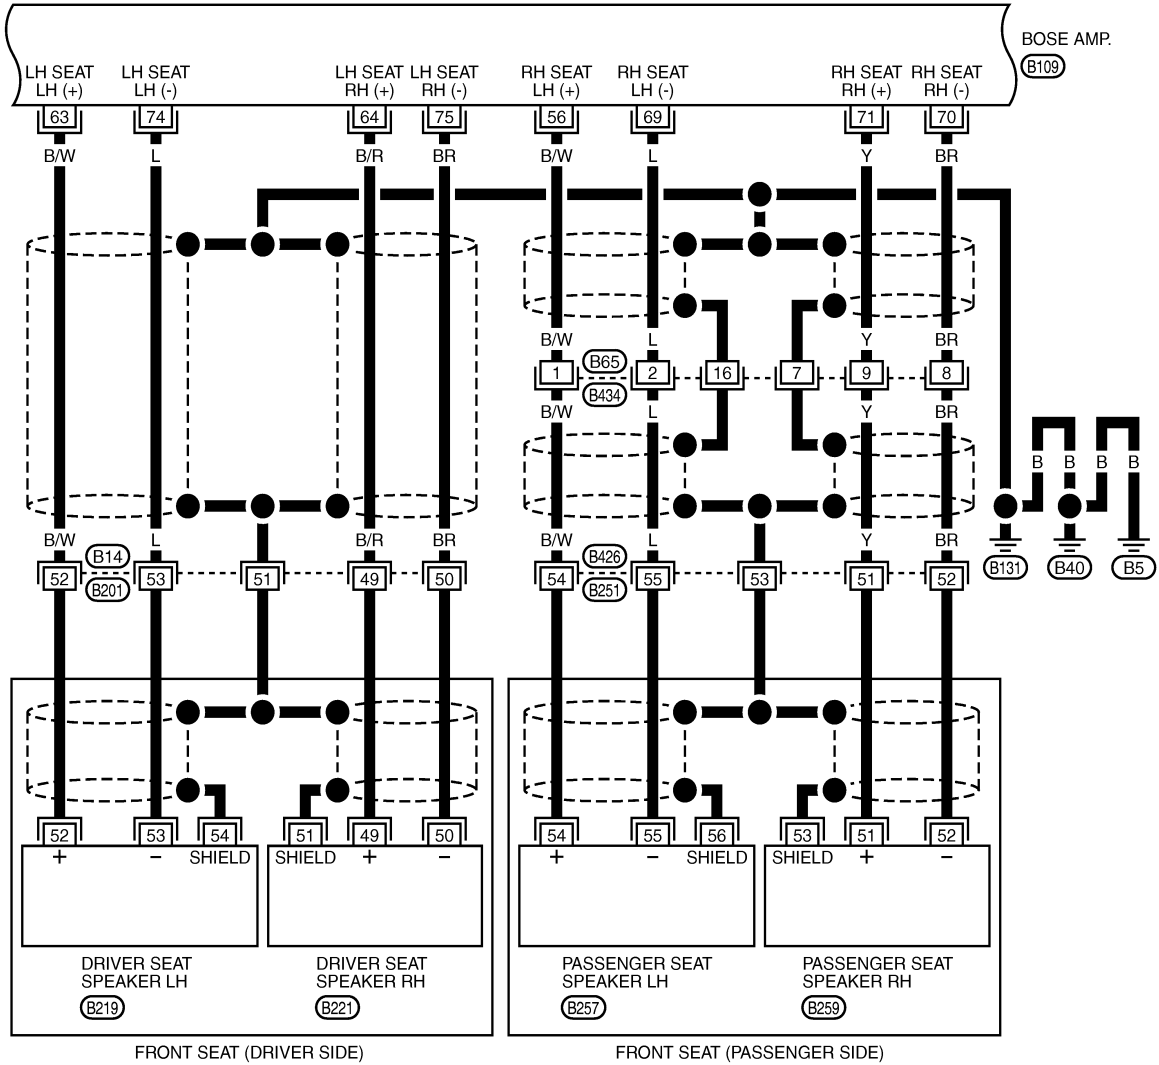 BOSE AMP.
B109
LH SEAT LH SEAT LH SEAT LH SEAT RH SEAT RH SEAT RH SEAT RH SEAT
LH (+) LH (-) RH (+) RH (-) LH (+) LH (-) RH (+) RH (-)
63 74 64 75 56 69 71 70
B/W L B/R BR B/W L Y BR
B/W L Y BR
B65
1 2 16 7 9 8
B434
B/W L Y BR
B B B B
B/W L B/R BR B/W L Y BR
B14 B426
B131 B40 B5
52 53 51 49 50 54 55 53 51 52
B201 B251
52 53 54 51 49 50 54 55 56 53 51 52
+ - SHIELD SHIELD + - + - SHIELD SHIELD + -
DRIVER SEAT DRIVER SEAT PASSENGER SEAT PASSENGER SEAT
SPEAKER LH SPEAKER RH SPEAKER LH SPEAKER RH
B219 B221 B257 B259
FRONT SEAT (DRIVER SIDE) FRONT SEAT (PASSENGER SIDE)